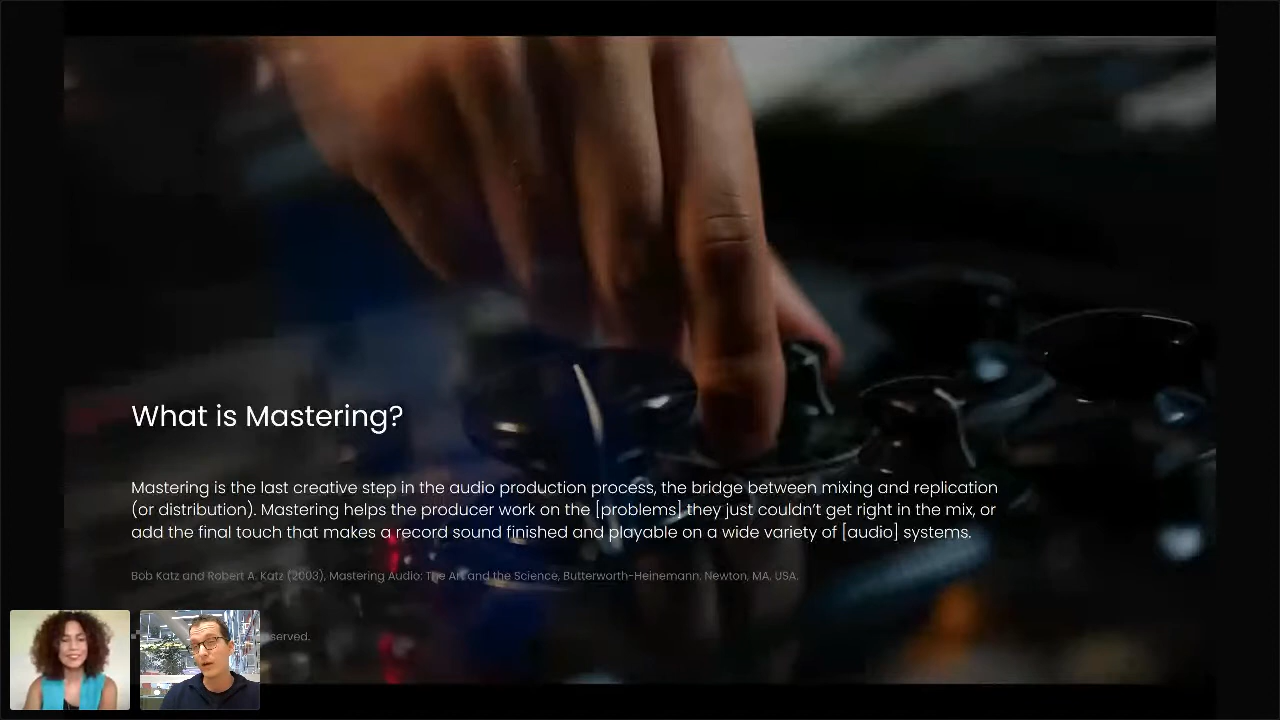 What is Mastering?
Mastering is the last creative step in the audio production process, the bridge between mixing and replication
(or distribution). Mastering helps the producer work on the [problems] they just couldn't get right in the mix, or
add the final touch that makes a record sound finished and playable on a wide variety of [audio] systems.
Bob Katz and Robert A. Katz (2003), Mastering Audio: The Art and the Science, Butterworth-Heinemann, Newton, MA, USA.
served.